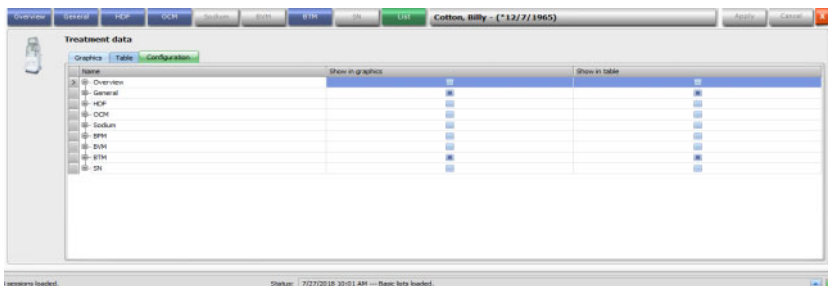 Overview General HDF OCM Sodium BVM BTM SN List Cotton, Billy - (*12/7/1965) Apply Cancel X
Treatment data
Graphics Table Configuration
Name Show in graphics Show in table
> Overview
General
HDF
OCM
Sodium
BPM
BVM
BTM
SN
sessions loaded. Status: 7/27/2018 10:01 AM --- Basic lists loaded.